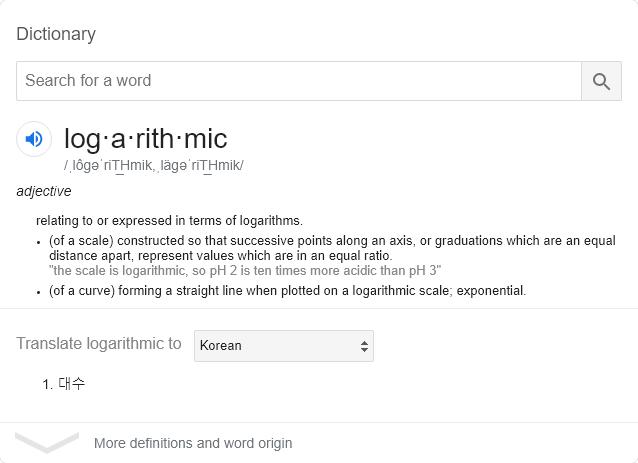 Dictionary
Search for a word
log·a·rith·mic
/ˌlôɡəˈriT͟Hmik,ˌläɡəˈriT͟Hmik/
adjective
relating to or expressed in terms of logarithms.
• (of a scale) constructed so that successive points along an axis, or graduations which are an equal
distance apart, represent values which are in an equal ratio.
"the scale is logarithmic, so pH 2 is ten times more acidic than pH 3"
• (of a curve) forming a straight line when plotted on a logarithmic scale; exponential.
Translate logarithmic to Korean
1. 대수
More definitions and word origin